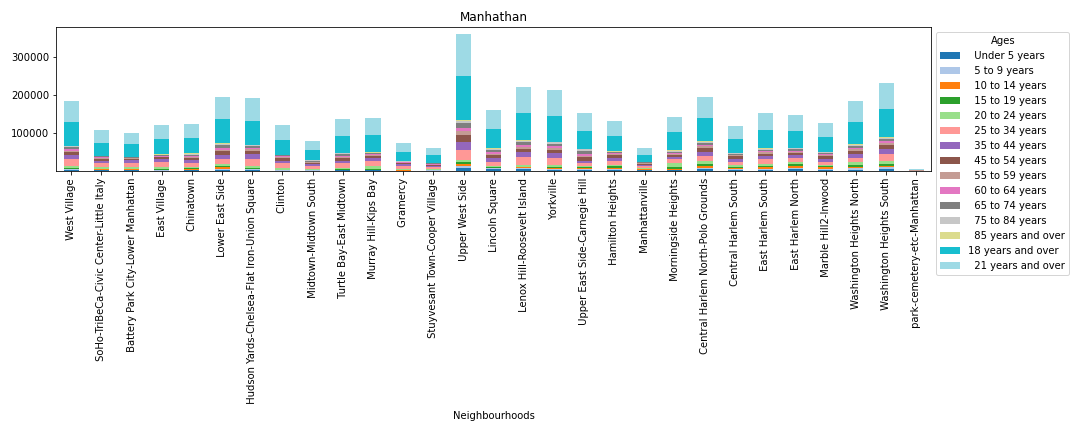 Manhathan
300000
200000
100000
West Village
SoHo-TriBeCa-Civic Center-Little Italy
Battery Park City-Lower Manhattan
East Village
Chinatown
Lower East Side
Hudson Yards-Chelsea-Flat Iron-Union Square
Clinton
Midtown-Midtown South
Turtle Bay-East Midtown
Murray Hill-Kips Bay
Gramercy
Stuyvesant Town-Cooper Village
Upper West Side
Lincoln Square
Lenox Hill-Roosevelt Island
Yorkville
Upper East Side-Carnegie Hill
Hamilton Heights
Manhattanville
Morningside Heights
Central Harlem North-Polo Grounds
Central Harlem South
East Harlem South
East Harlem North
Marble Hill2-Inwood
Washington Heights North
Washington Heights South
park-cemetery-etc-Manhattan
Neighbourhoods
Ages
Under 5 years
5 to 9 years
10 to 14 years
15 to 19 years
20 to 24 years
25 to 34 years
35 to 44 years
45 to 54 years
55 to 59 years
60 to 64 years
65 to 74 years
75 to 84 years
85 years and over
18 years and over
21 years and over